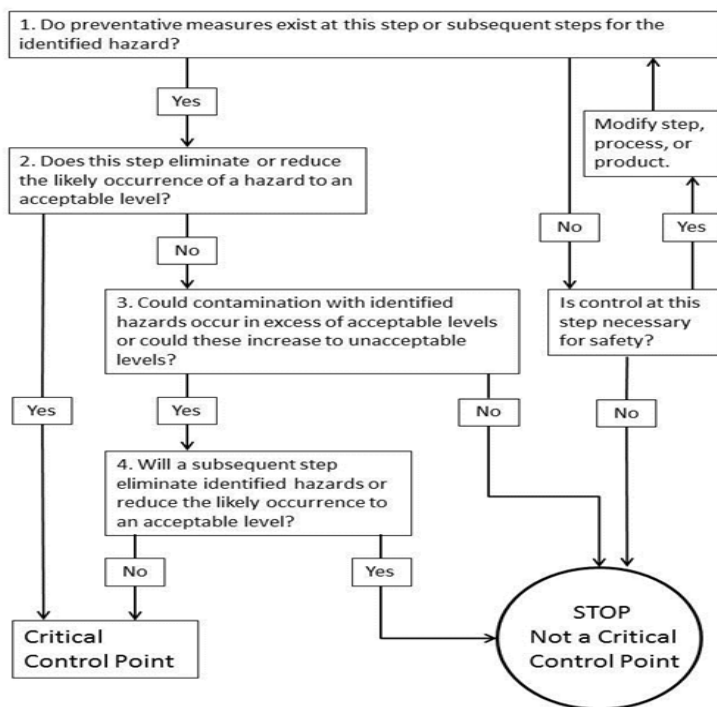 1. Do preventative measures exist at this step or subsequent steps for the
identified hazard?
Yes
Modify step,
process, or
product.
2. Does this step eliminate or reduce
the likely occurrence of a hazard to an
acceptable level?
No
No
Yes
3. Could contamination with identified
hazards occur in excess of acceptable levels
or could these increase to unacceptable
levels?
Is control at this
step necessary
for safety?
Yes
Yes
No
No
4. Will a subsequent step
eliminate identified hazards or
reduce the likely occurrence to
an acceptable level?
No
Yes
Critical
Control Point
STOP
Not a Critical
Control Point